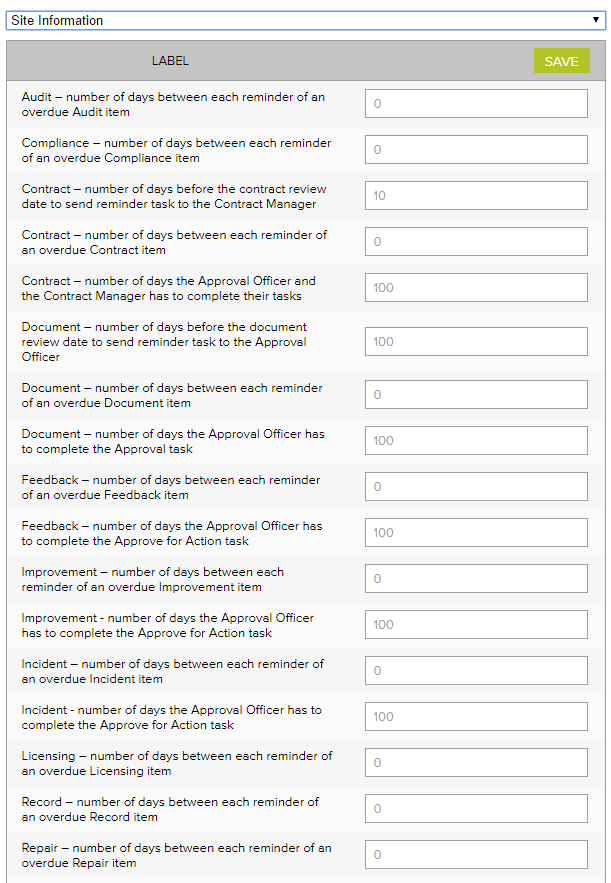 Site Information
LABEL
SAVE
Audit – number of days between each reminder of an
overdue Audit item
0
Compliance – number of days between each reminder
of an overdue Compliance item
0
Contract – number of days before the contract review
date to send reminder task to the Contract Manager
10
Contract – number of days between each reminder of
an overdue Contract item
0
Contract – number of days the Approval Officer and
the Contract Manager has to complete their tasks
100
Document – number of days before the document
review date to send reminder task to the Approval
Officer
100
Document – number of days between each reminder
of an overdue Document item
0
Document – number of days the Approval Officer has
to complete the Approval task
100
Feedback – number of days between each reminder
of an overdue Feedback item
0
Feedback – number of days the Approval Officer has
to complete the Approve for Action task
100
Improvement – number of days between each
reminder of an overdue Improvement item
0
Improvement - number of days the Approval Officer
has to complete the Approve for Action task
100
Incident – number of days between each reminder of
an overdue Incident item
0
Incident - number of days the Approval Officer has to
complete the Approve for Action task
100
Licensing – number of days between each reminder of
an overdue Licensing item
0
Record – number of days between each reminder of
an overdue Record item
0
Repair – number of days between each reminder of an
overdue Repair item
0